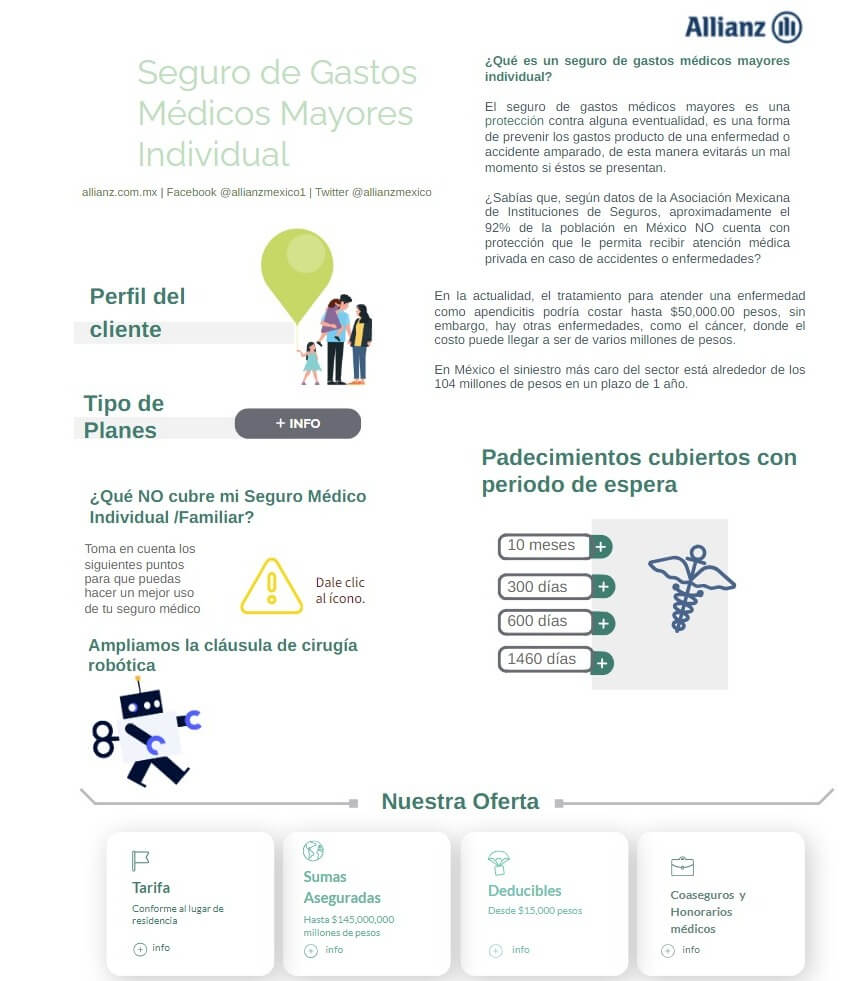 Allianz
Seguro de Gastos
Médicos Mayores
Individual
allianz.com.mx | Facebook @allianzmexico1 | Twitter @allianzmexico
¿Qué es un seguro de gastos médicos mayores
individual?
El seguro de gastos médicos mayores es una
protección contra alguna eventualidad, es una forma
de prevenir los gastos producto de una enfermedad o
accidente amparado, de esta manera evitarás un mal
momento si éstos se presentan.
¿Sabías que, según datos de la Asociación Mexicana
de Instituciones de Seguros, aproximadamente el
92% de la población en México NO cuenta con
protección que le permita recibir atención médica
privada en caso de accidentes o enfermedades?
En la actualidad, el tratamiento para atender una enfermedad
como apendicitis podría costar hasta $50,000.00 pesos, sin
embargo, hay otras enfermedades, como el cáncer, donde el
costo puede llegar a ser de varios millones de pesos.
En México el siniestro más caro del sector está alrededor de los
104 millones de pesos en un plazo de 1 año.
Perfil del
cliente
Tipo de
Planes
+ INFO
¿Qué NO cubre mi Seguro Médico
Individual /Familiar?
Toma en cuenta los
siguientes puntos
para que puedas
hacer un mejor uso
de tu seguro médico
Dale clic
al ícono.
Ampliamos la cláusula de cirugía
robótica
Padecimientos cubiertos con
periodo de espera
10 meses +
300 días +
600 días +
1460 días +
Nuestra Oferta
Tarifa
Conforme al lugar de
residencia
+ info
Sumas
Aseguradas
Hasta $145,000,000
millones de pesos
+ info
Deducibles
Desde $15,000 pesos
+ info
Coaseguros y
Honorarios
médicos
+ info